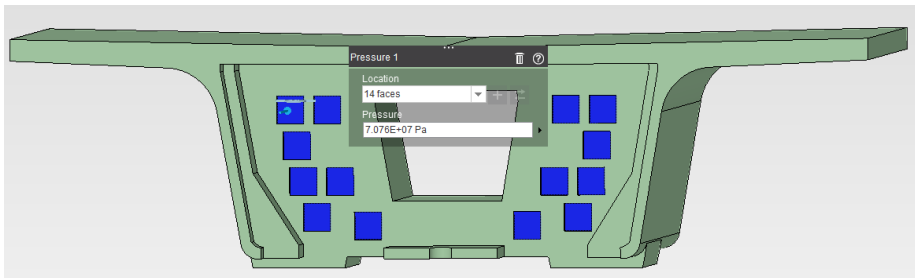 Pressure 1
Location
14 faces
Pressure
7.076E+07 Pa